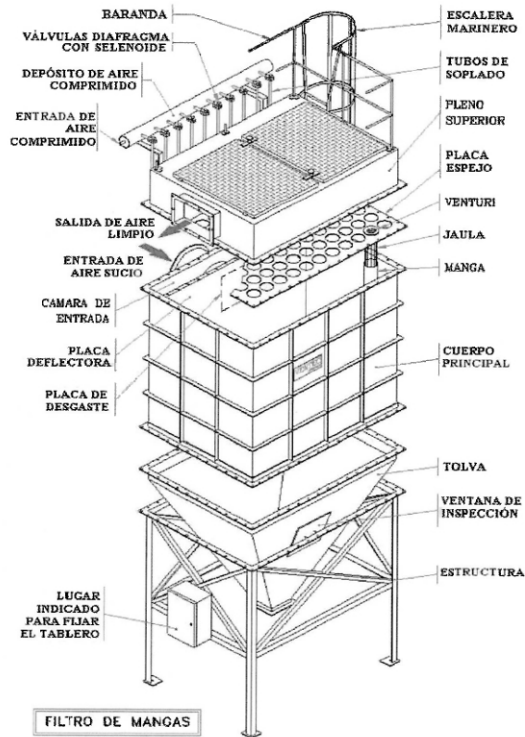 BARANDA
VÁLVULAS DIAFRAGMA
CON SELENOIDE
DEPÓSITO DE AIRE
COMPRIMIDO
ENTRADA DE
AIRE
COMPRIMIDO
SALIDA DE AIRE
LIMPIO
ENTRADA DE
AIRE SUCIO
CAMARA DE
ENTRADA
PLACA
DEFLECTORA
PLACA DE
DESGASTE
LUGAR
INDICADO
PARA FIJAR
EL TABLERO
ESCALERA
MARINERO
TUBOS DE
SOPLADO
PLENO
SUPERIOR
PLACA
ESPEJO
VENTURI
JAULA
MANGA
CUERPO
PRINCIPAL
TOLVA
VENTANA DE
INSPECCIÓN
ESTRUCTURA
FILTRO DE MANGAS